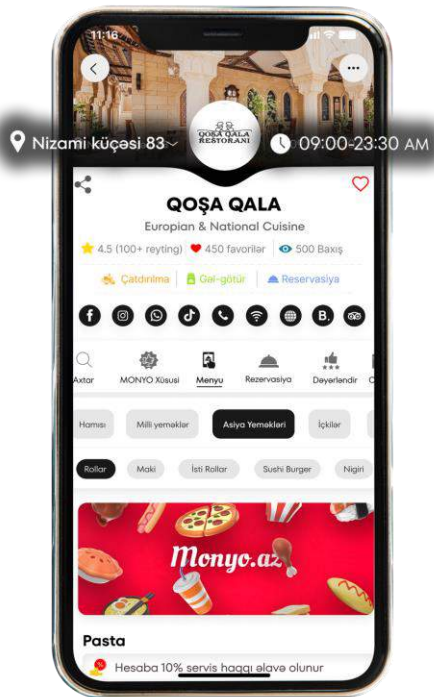 11:16
Nizami küçəsi 83
QOŞA QALA
RESTORANI
09:00-23:30 AM
QOŞA QALA
Europian & National Cuisine
4.5 (100+ reyting) 450 favorilər 500 Baxış
Çatdırılma Gəl-götür Reservasiya
B.
Axtar MONYO Xüsusi Menyu Rezervasiya Dəyərləndir
Hamısı Milli yeməklər Asiya Yeməkləri İçkilər
Rollar Maki İsti Rollar Sushi Burger Nigiri
Monyo.az
Pasta
Hesaba 10% servis haqqı əlavə olunur